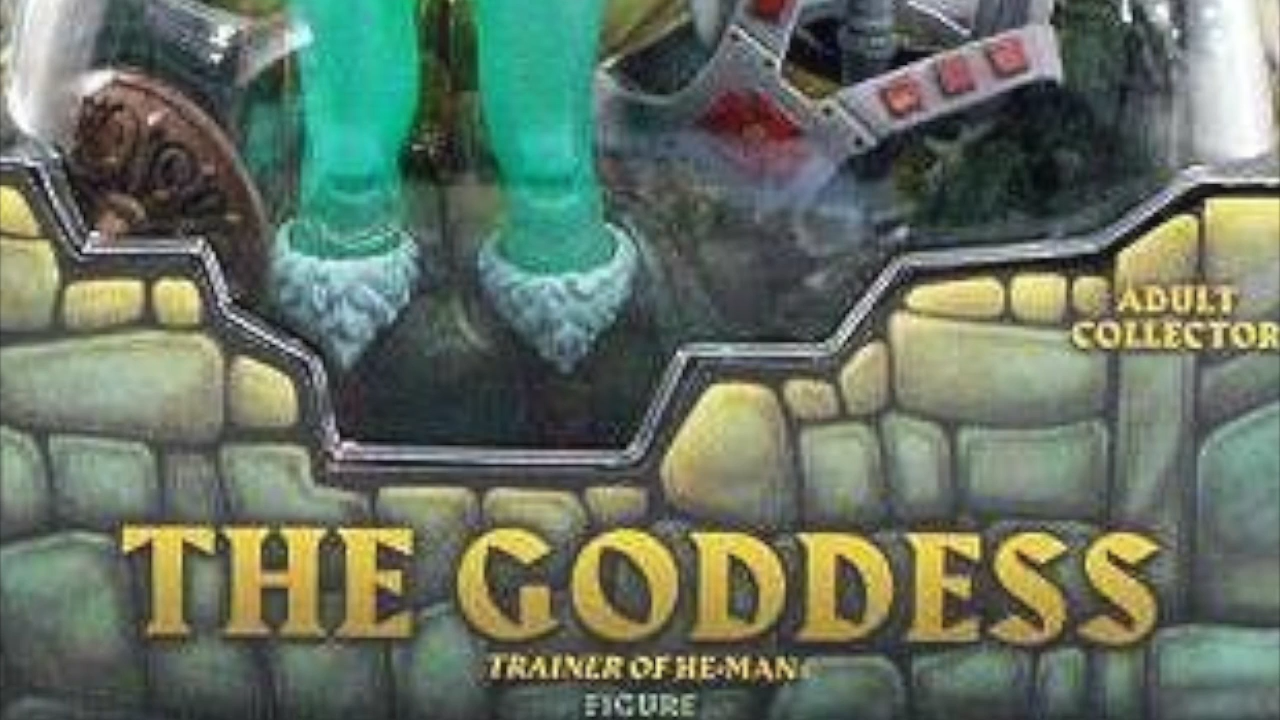 ADULT
COLLECTOR
THE GODDESS
TRAINER OF HE-MAN
FIGURE